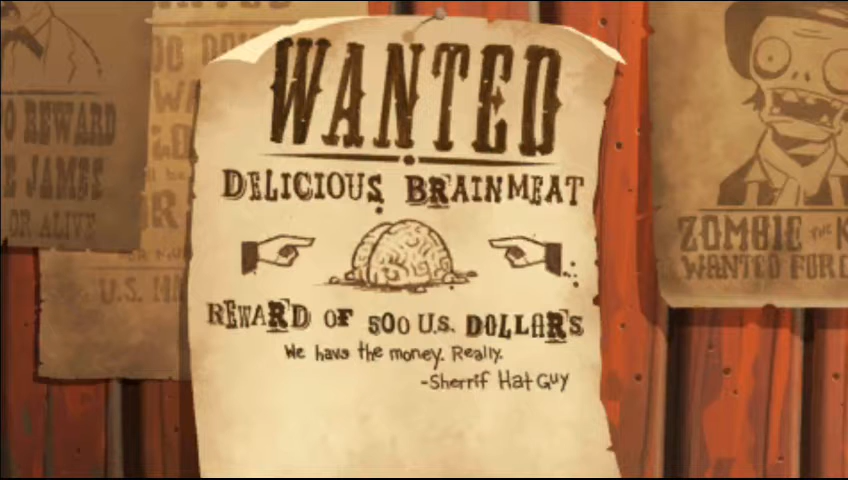 WANTED
DELICIOUS BRAINMEAT
REWARD OF 500 U.S. DOLLARS
We have the money. Really.
-Sherrif Hat Guy
REWARD
JAMES
OR ALIVE
U.S.
ZOMBIE THE
WANTED FOR